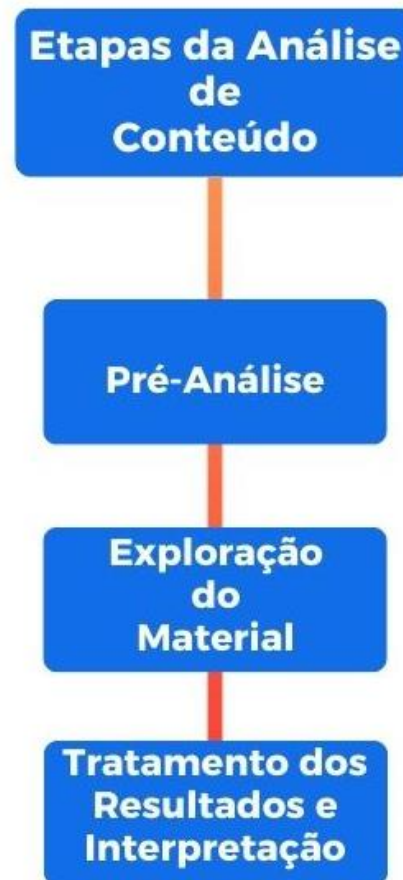 Etapas da Análise
de
Conteúdo
Pré-Análise
Exploração
do
Material
Tratamento dos
Resultados e
Interpretação